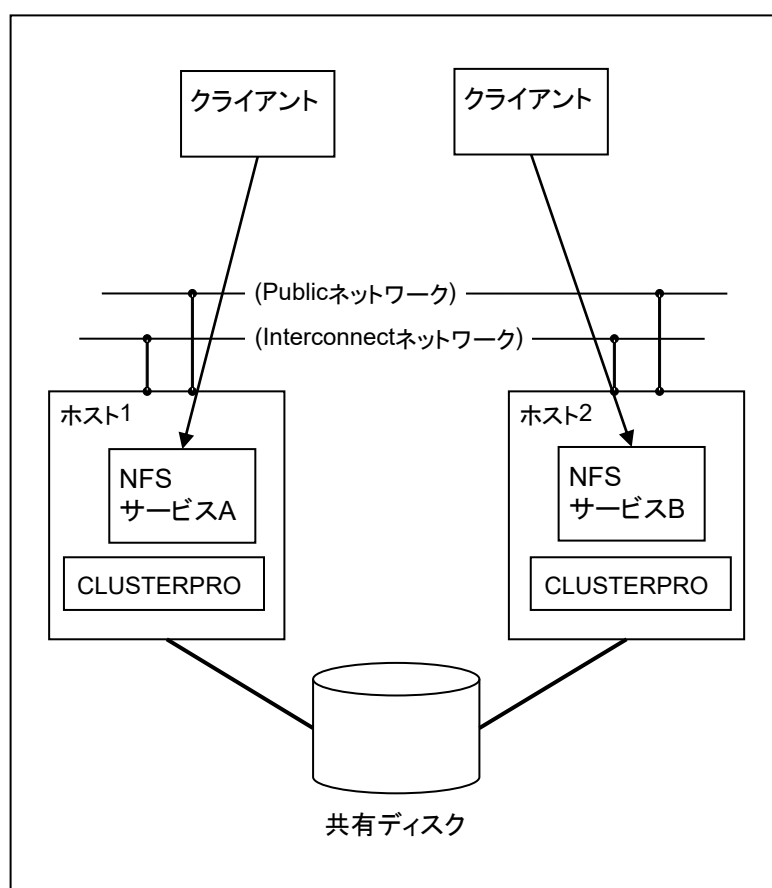 クライアント
クライアント
(Publicネットワーク)
(Interconnectネットワーク)
ホスト1
ホスト2
NFS
サービスA
NFS
サービスB
CLUSTERPRO
CLUSTERPRO
共有ディスク